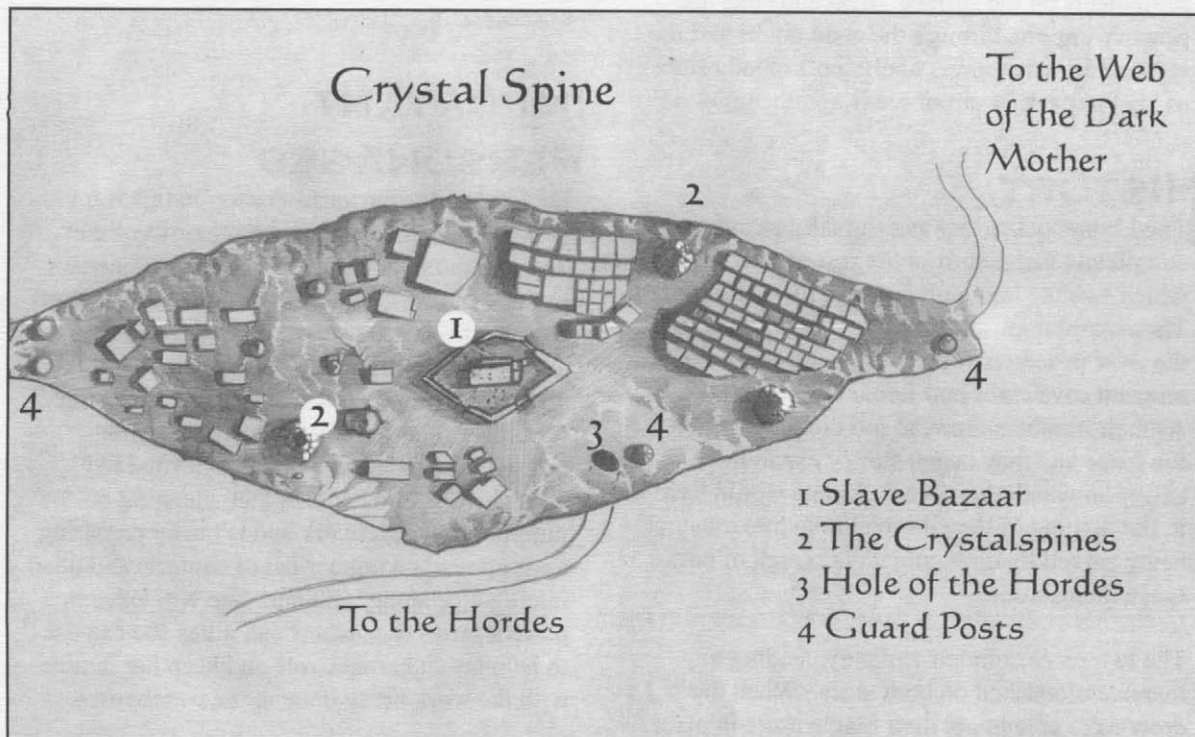 Crystal Spine
To the Web
of the Dark
Mother
2
1
4
2
3
4
4
1 Slave Bazaar
2 The Crystalspines
3 Hole of the Hordes
4 Guard Posts
To the Hordes